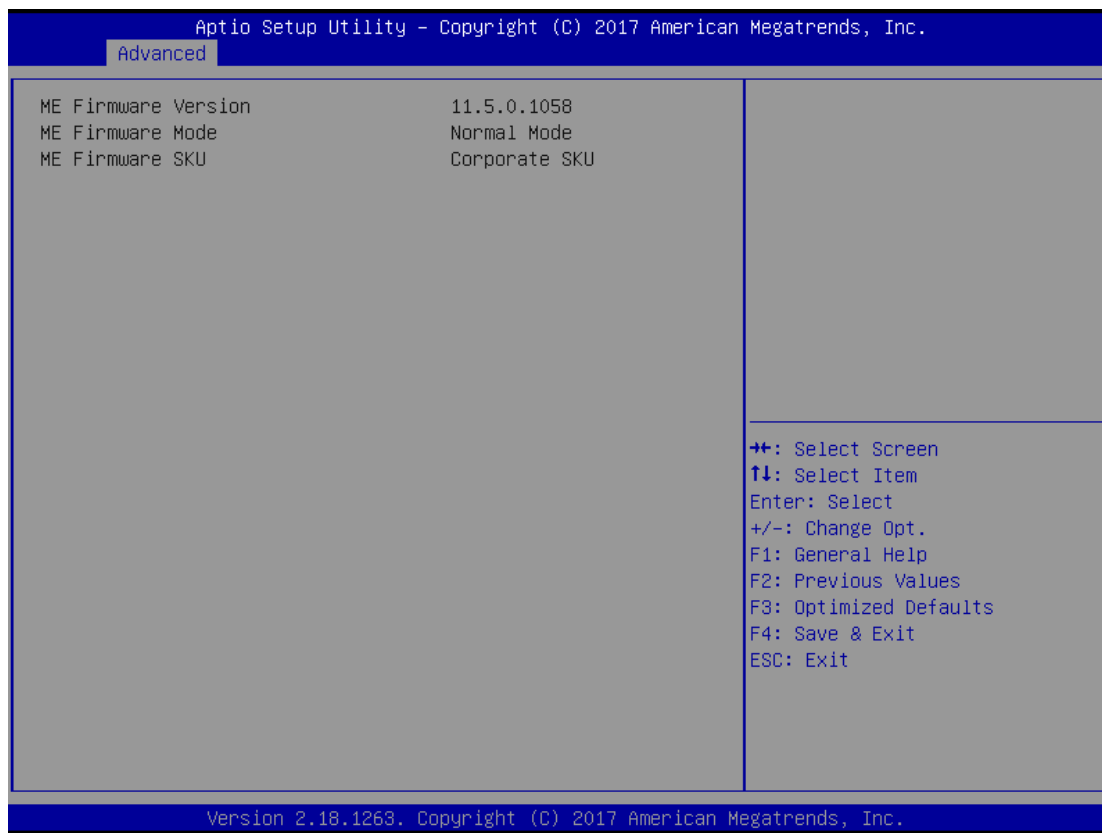 Aptio Setup Utility – Copyright (C) 2017 American Megatrends, Inc.
Advanced
ME Firmware Version 11.5.0.1058
ME Firmware Mode Normal Mode
ME Firmware SKU Corporate SKU
→←: Select Screen
↑↓: Select Item
Enter: Select
+/-: Change Opt.
F1: General Help
F2: Previous Values
F3: Optimized Defaults
F4: Save & Exit
ESC: Exit
Version 2.18.1263. Copyright (C) 2017 American Megatrends, Inc.